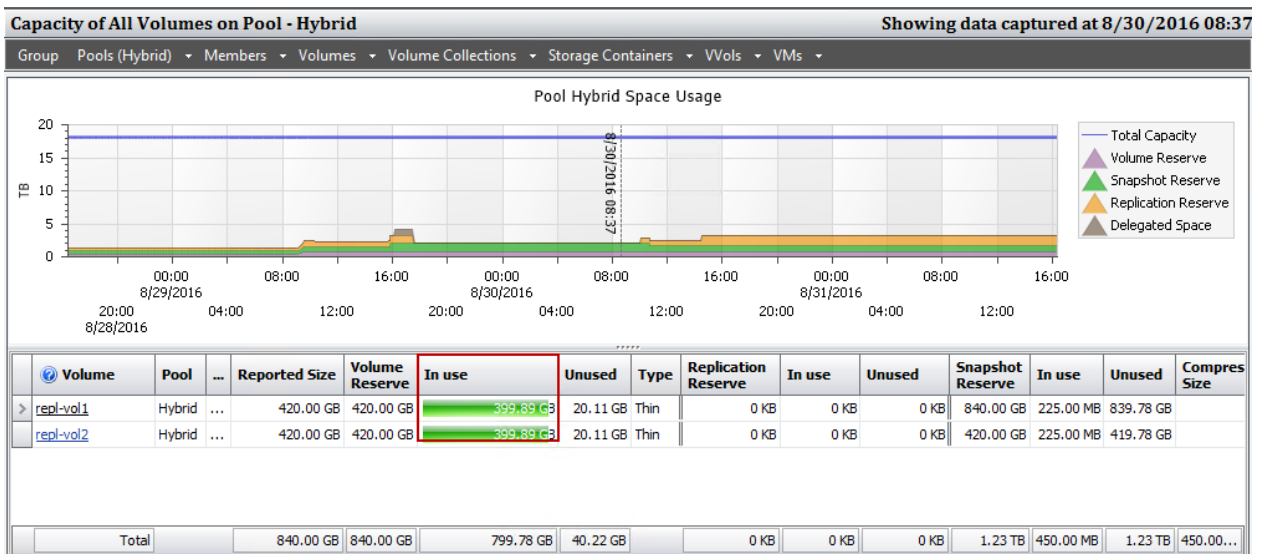 Capacity of All Volumes on Pool - Hybrid Showing data captured at 8/30/2016 08:37
Group Pools (Hybrid) Members Volumes Volume Collections Storage Containers VVols VMs
Pool Hybrid Space Usage
20
15
10
5
0
TB
8/30/2016 08:37
Total Capacity
Volume Reserve
Snapshot Reserve
Replication Reserve
Delegated Space
00:00 08:00 16:00 00:00 08:00 16:00 00:00 08:00 16:00
8/29/2016 8/30/2016 8/31/2016
20:00 04:00 12:00 20:00 04:00 12:00 20:00 04:00 12:00
8/28/2016
Volume Pool ... Reported Size Volume Reserve In use Unused Type Replication Reserve In use Unused Snapshot Reserve In use Unused Compres Size
repl-vol1 Hybrid ... 420.00 GB 420.00 GB 399.89 GB 20.11 GB Thin 0 KB 0 KB 0 KB 840.00 GB 225.00 MB 839.78 GB
repl-vol2 Hybrid ... 420.00 GB 420.00 GB 399.89 GB 20.11 GB Thin 0 KB 0 KB 0 KB 420.00 GB 225.00 MB 419.78 GB
Total 840.00 GB 840.00 GB 799.78 GB 40.22 GB 0 KB 0 KB 0 KB 1.23 TB 450.00 MB 1.23 TB 450.00...